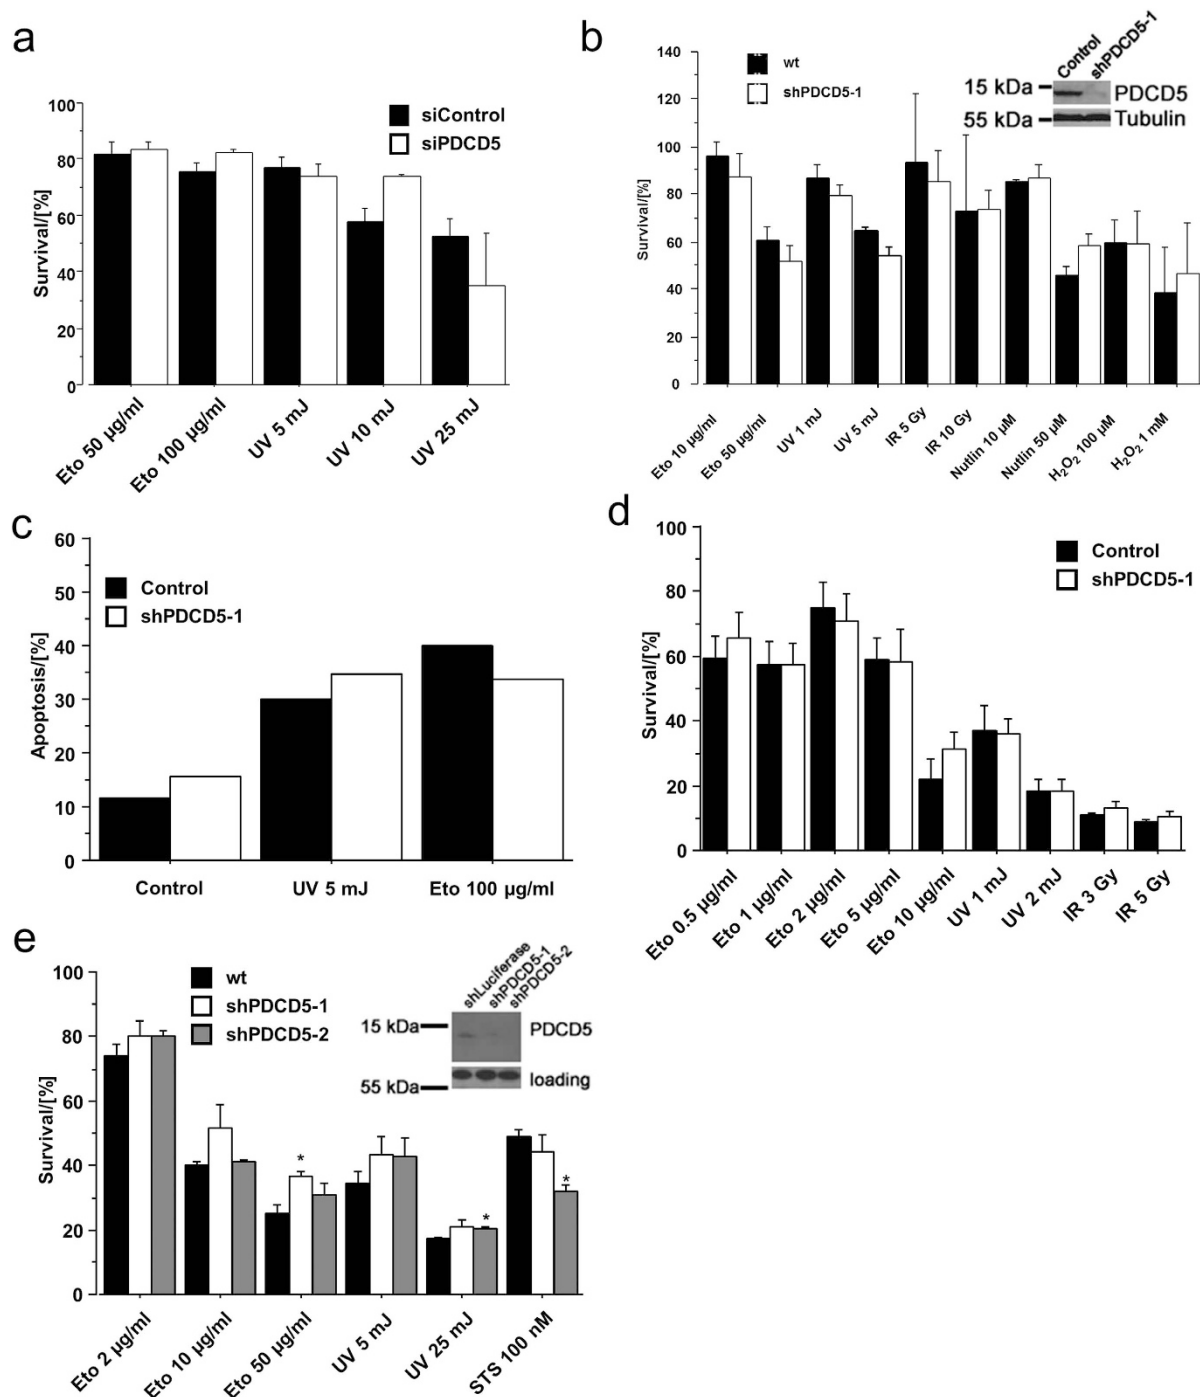 a
siControl
siPDCD5
Survival/[%]
100
80
60
40
20
0
Eto 50 µg/ml
Eto 100 µg/ml
UV 5 mJ
UV 10 mJ
UV 25 mJ
b
wt
shPDCD5-1
Control
shPDCD5-1
15 kDa
PDCD5
55 kDa
Tubulin
Survival/[%]
140
120
100
80
60
40
20
0
Eto 10 µg/ml
Eto 50 µg/ml
UV 1 mJ
UV 5 mJ
IR 5 Gy
IR 10 Gy
Nutlin 10 µM
Nutlin 50 µM
H₂O₂ 100 µM
H₂O₂ 1 mM
c
Control
shPDCD5-1
Apoptosis/[%]
60
50
40
30
20
10
0
Control
UV 5 mJ
Eto 100 µg/ml
d
Control
shPDCD5-1
Survival/[%]
100
80
60
40
20
0
Eto 0.5 µg/ml
Eto 1 µg/ml
Eto 2 µg/ml
Eto 5 µg/ml
Eto 10 µg/ml
UV 1 mJ
UV 2 mJ
IR 3 Gy
IR 5 Gy
e
wt
shPDCD5-1
shPDCD5-2
shLuciferase
shPDCD5-1
shPDCD5-2
15 kDa
PDCD5
55 kDa
loading
Survival/[%]
100
80
60
40
20
0
*
*
*
Eto 2 µg/ml
Eto 10 µg/ml
Eto 50 µg/ml
UV 5 mJ
UV 25 mJ
STS 100 nM